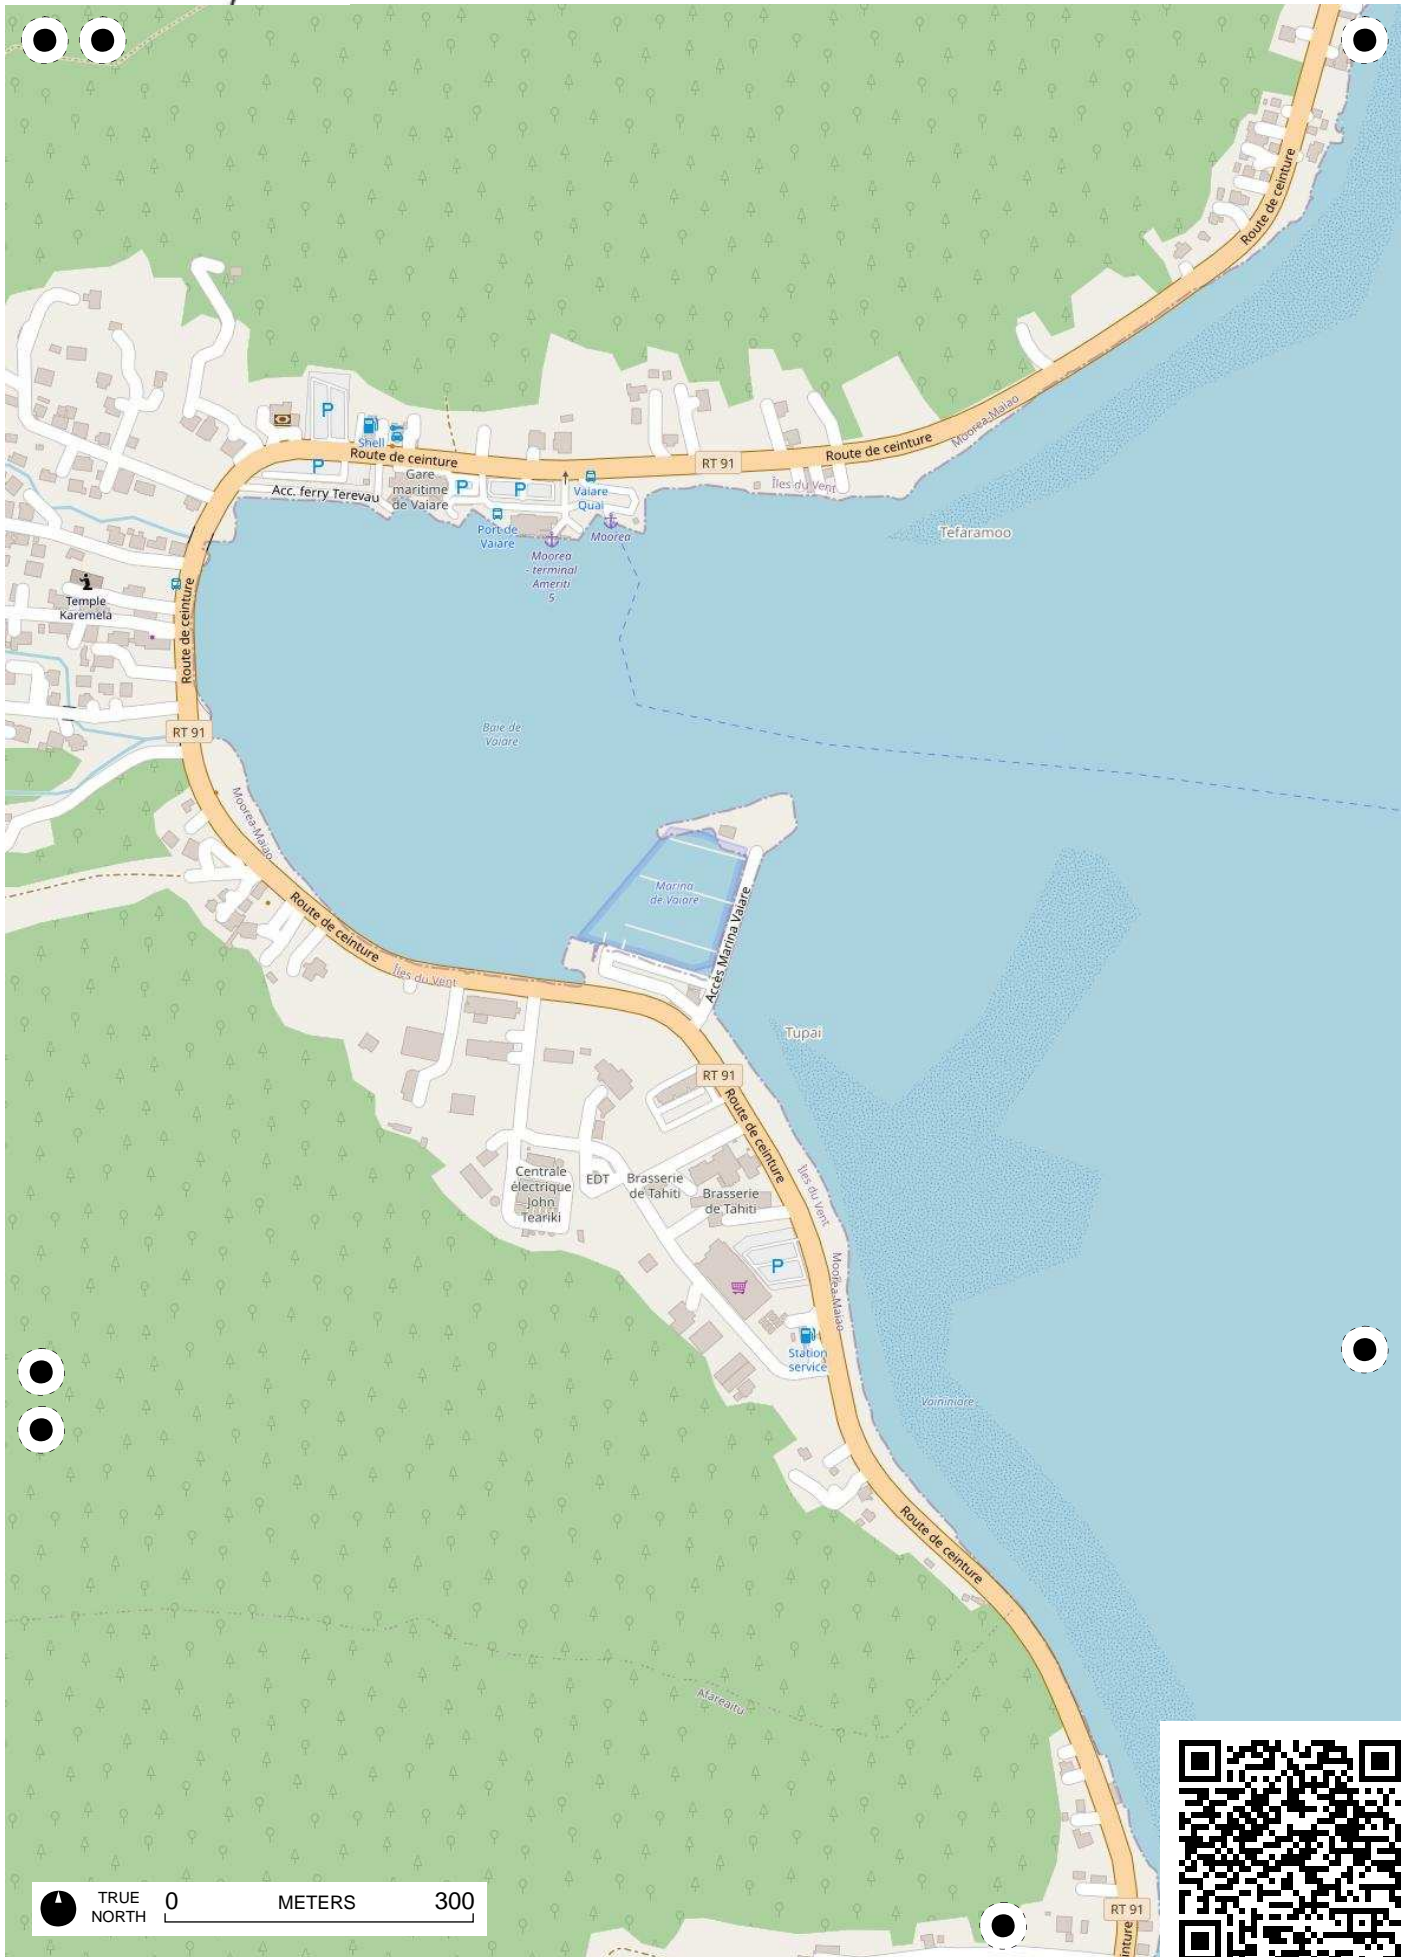 Route de ceinture
Moorea-Maiao
P
Shell
Route de ceinture
RT 91
Route de ceinture
P
Gare
maritime
de Vaiare
P
P
Acc. ferry Terevau
Vaiare
Quai
Îles du Vent
Port de
Vaiare
Moorea
Moorea
- terminal
Ameriti
5
Tefaramoo
Temple
Karemela
Route de ceinture
RT 91
Baie de
Vaiare
Moorea-Maiao
Marina
de Vaiare
Accès Marina Vaiare
Route de ceinture
Îles du Vent
Tupai
RT 91
Route de ceinture
Centrale
électrique
John
Teariki
EDT
Brasserie
de Tahiti
Brasserie
de Tahiti
Îles du Vent
Moorea-Maiao
P
Station
service
Vaininiore
Route de ceinture
Afareaitu
TRUE
NORTH
0 METERS 300
RT 91
inture